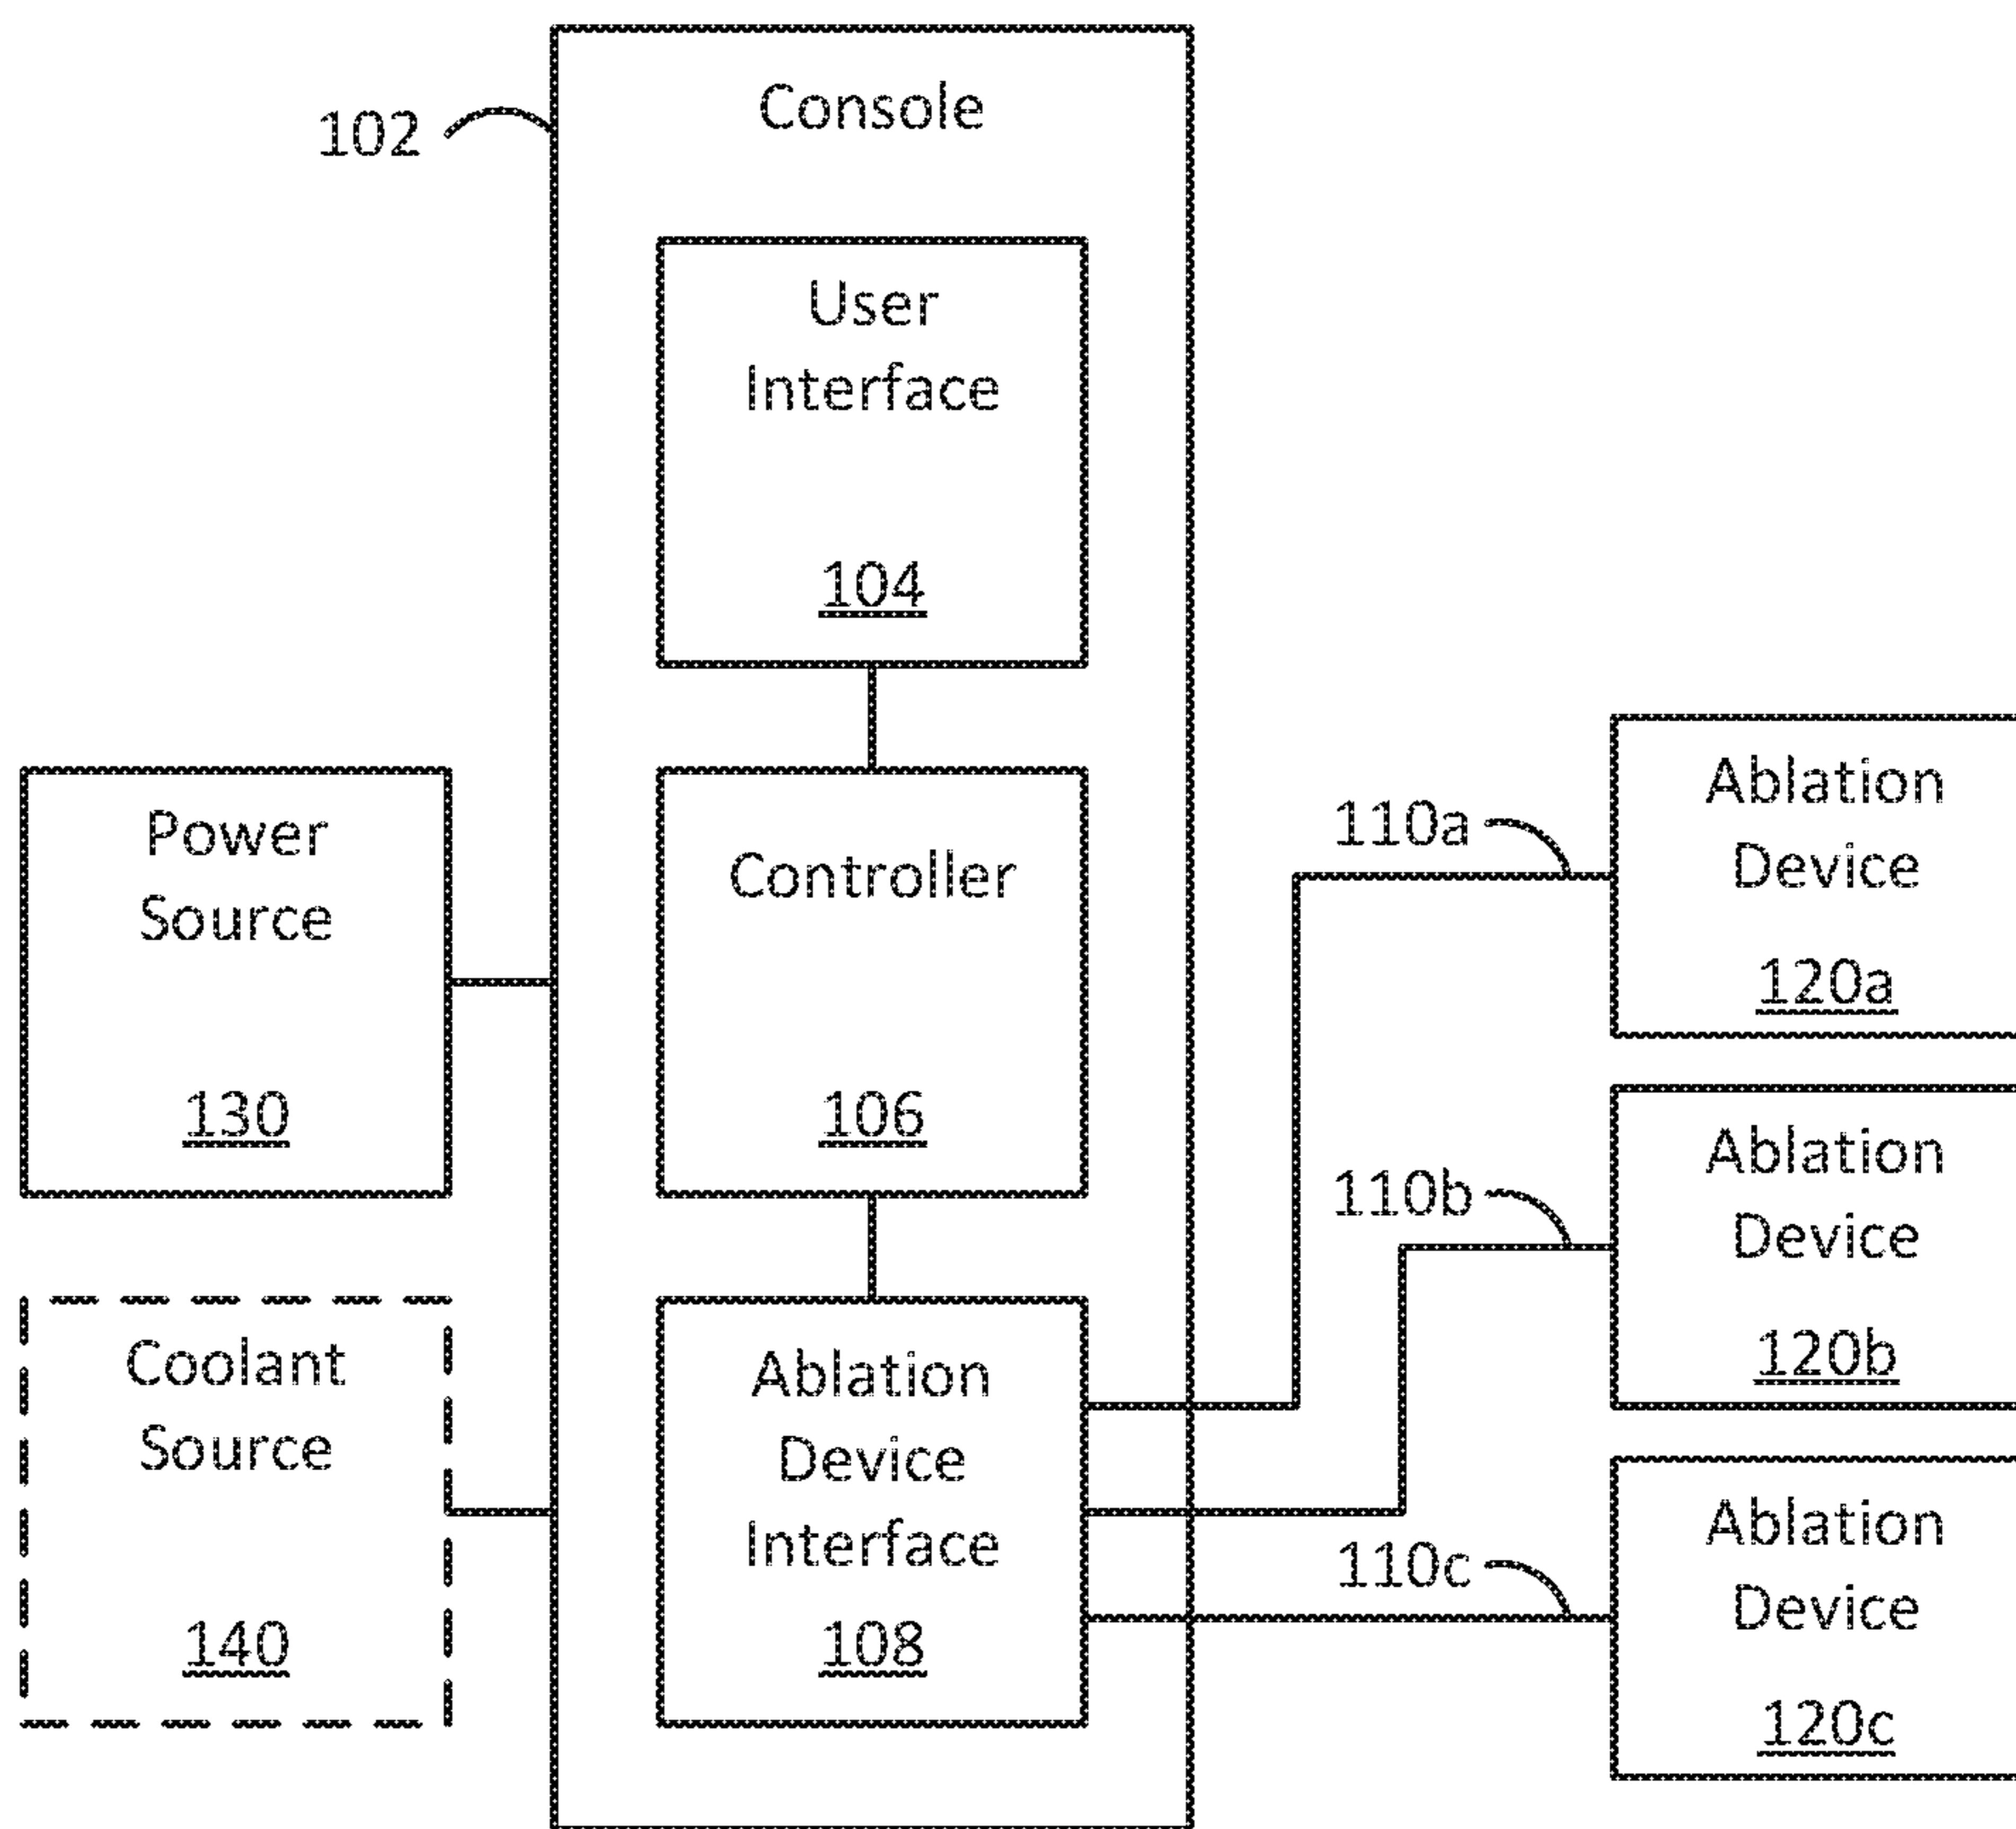 102
Console
User
Interface
104
Power
Source
130
Controller
106
Coolant
Source
140
Ablation
Device
Interface
108
110a
Ablation
Device
120a
110b
Ablation
Device
120b
110c
Ablation
Device
120c